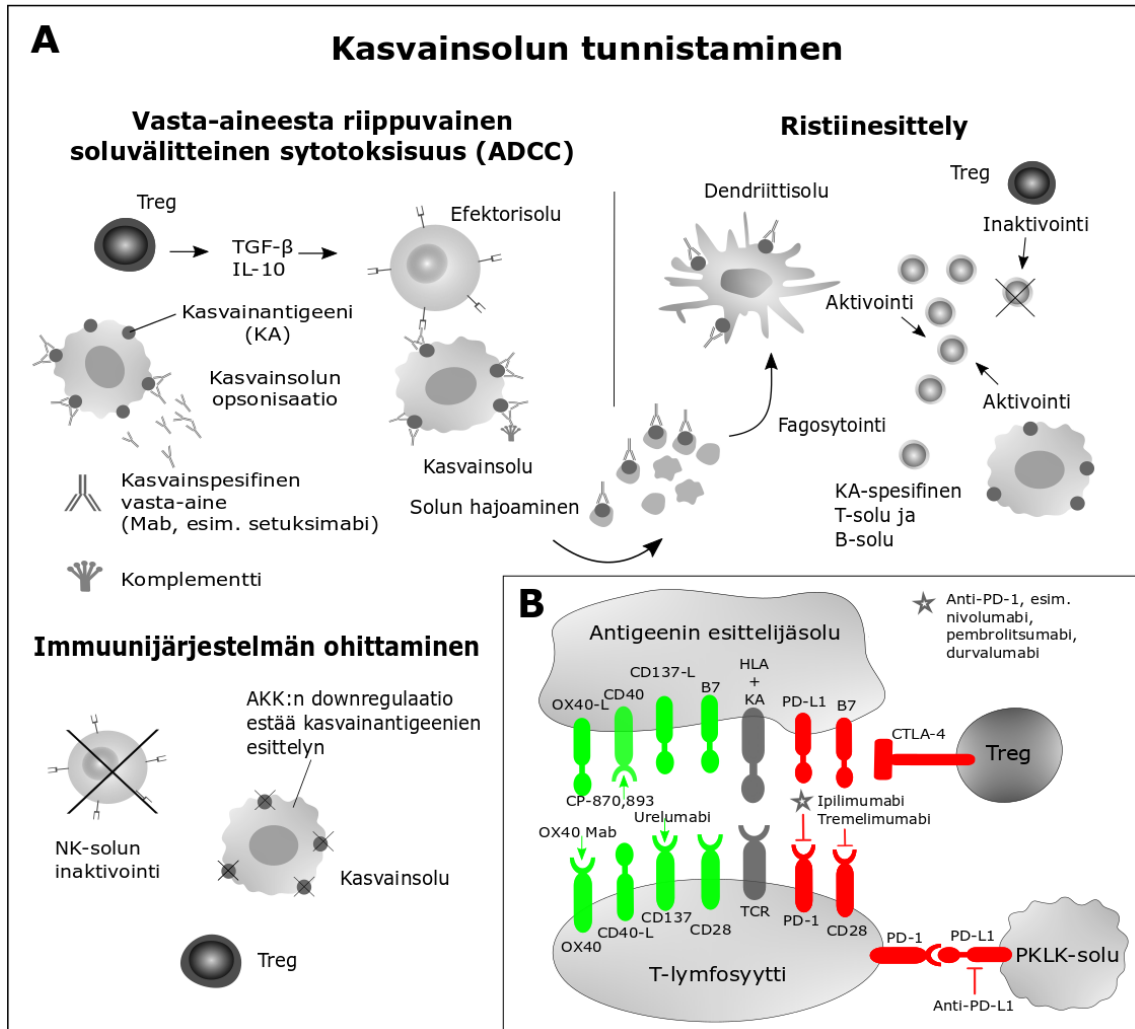 A
Kasvainsolun tunnistaminen
Vasta-aineesta riippuvainen
soluvälitteinen sytotoksisuus (ADCC)
Treg
TGF-β
IL-10
Efektorisolu
Kasvainantigeeni
(KA)
Kasvainsolun
opsonisaatio
Kasvainspesifinen
vasta-aine
(Mab, esim. setuksimabi)
Komplementti
Kasvainsolu
Solun hajoaminen
Ristiinesittely
Dendriittisolu
Treg
Inaktivointi
Aktivointi
Aktivointi
Fagosytointi
KA-spesifinen
T-solu ja
B-solu
Immuunijärjestelmän ohittaminen
AKK:n downregulaatio
estää kasvainantigeenien
esittelyn
NK-solun
inaktivointi
Kasvainsolu
Treg
B
Anti-PD-1, esim.
nivolumabi,
pembrolitsumabi,
durvalumabi
Antigeenin esittelijäsolu
OX40-L
CD40
CD137-L
B7
HLA
+
KA
PD-L1
B7
CTLA-4
Treg
CP-870,893
Ipilimumabi
Tremelimumabi
OX40 Mab
Urelumabi
OX40
CD40-L
CD137
CD28
TCR
PD-1
CD28
T-lymfosyytti
PD-1
PD-L1
PKLK-solu
Anti-PD-L1